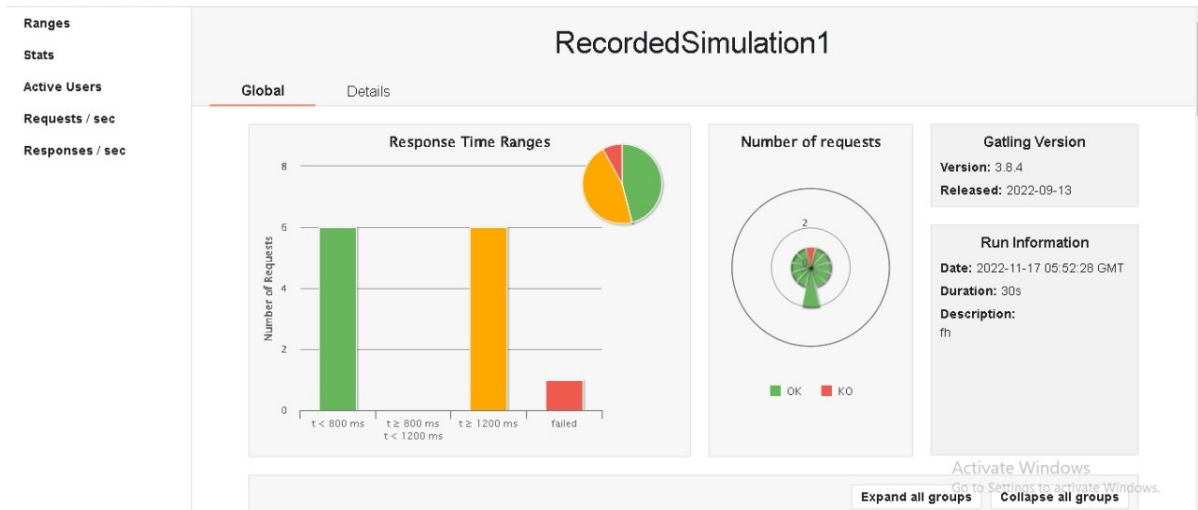 Ranges
Stats
Active Users
Requests / sec
Responses / sec
RecordedSimulation1
Global
Details
Response Time Ranges
8
6
4
2
0
Number of Requests
t < 800 ms
t ≥ 800 ms
t < 1200 ms
t ≥ 1200 ms
failed
Number of requests
2
0
OK
KO
Gatling Version
Version: 3.8.4
Released: 2022-09-13
Run Information
Date: 2022-11-17 05:52:28 GMT
Duration: 30s
Description:
fh
Activate Windows
Go to Settings to activate Windows.
Expand all groups
Collapse all groups